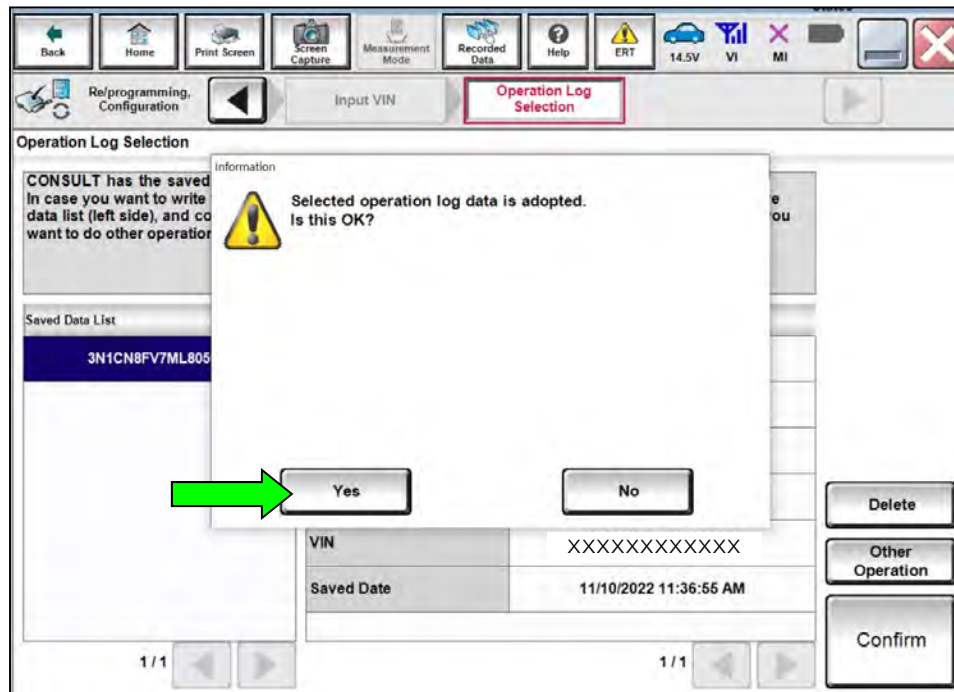 Back
Home
Print Screen
Screen
Capture
Measurement
Mode
Recorded
Data
Help
ERT
14.5V
VI
MI
Re/programming,
Configuration
Input VIN
Operation Log
Selection
Operation Log Selection
CONSULT has the saved
In case you want to write
data list (left side), and co
you
want to do other operation
Information
Selected operation log data is adopted.
Is this OK?
Yes
No
Saved Data List
3N1CN8FV7ML805
VIN
XXXXXXXXXXXX
Saved Date
11/10/2022 11:36:55 AM
Delete
Other
Operation
Confirm
1/1
1/1